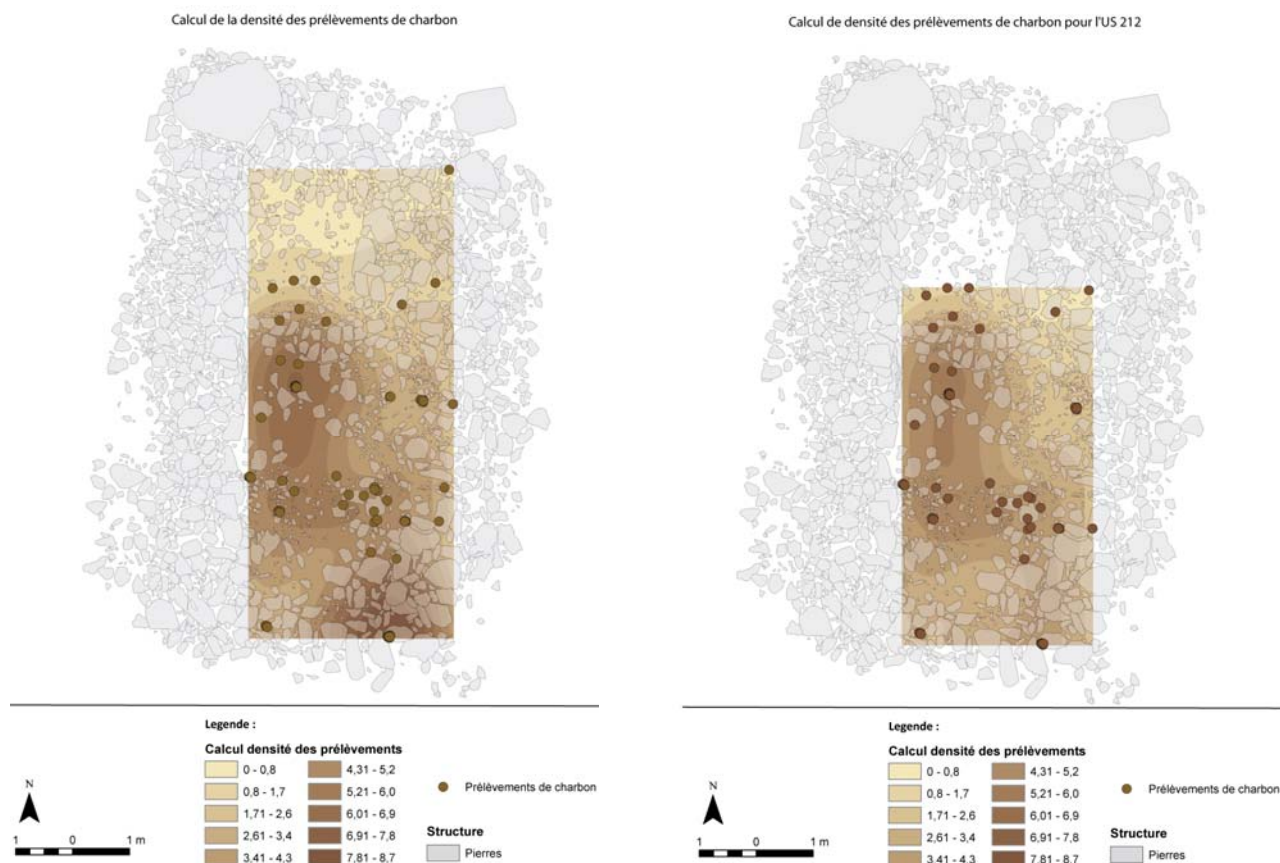 Calcul de la densité des prélèvements de charbon
Legende :
Calcul densité des prélèvements
0 - 0,8
0,8 - 1,7
1,71 - 2,6
2,61 - 3,4
3,41 - 4,3
4,31 - 5,2
5,21 - 6,0
6,01 - 6,9
6,91 - 7,8
7,81 - 8,7
Prélèvements de charbon
Structure
Pierres
N
1 0 1 m
Calcul de densité des prélèvements de charbon pour l'US 212
Legende :
Calcul densité des prélèvements
0 - 0,8
0,8 - 1,7
1,71 - 2,6
2,61 - 3,4
3,41 - 4,3
4,31 - 5,2
5,21 - 6,0
6,01 - 6,9
6,91 - 7,8
7,81 - 8,7
Prélèvements de charbon
Structure
Pierres
N
1 0 1 m